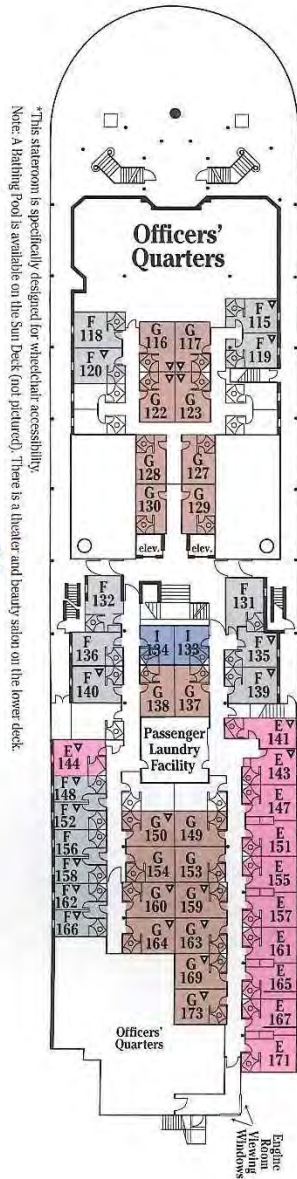 Officers'
Quarters
F ▽
115
F
118
G
116
G
117
F ▽
119
F ▽
120
▽ ▽
▽ ▽
G
122
G
123
G
128
G
127
G
130
G
129
elev.
elev.
F
132
F
131
I
134
I
133
F
136
F
135
F
140
G
138
G
137
F
139
Passenger
Laundry
Facility
E ▽
141
E ▽
144
E ▽
143
F ▽
148
E
147
F ▽
152
G ▽
150
G
149
E
151
F
156
G
154
G ▽
153
E
155
F ▽
158
G ▽
160
G ▽
159
E
157
F ▽
162
E
161
F ▽
166
G ▽
164
G ▽
163
G ▽
169
E
165
G ▽
173
E
167
E
171
Officers'
Quarters
Engine
Room
Viewing
Windows
*This stateroom is specifically designed for wheelchair accessibility.
Note: A Bathing Pool is available on the Sun Deck (not pictured). There is a theater and beauty salon on the lower deck.